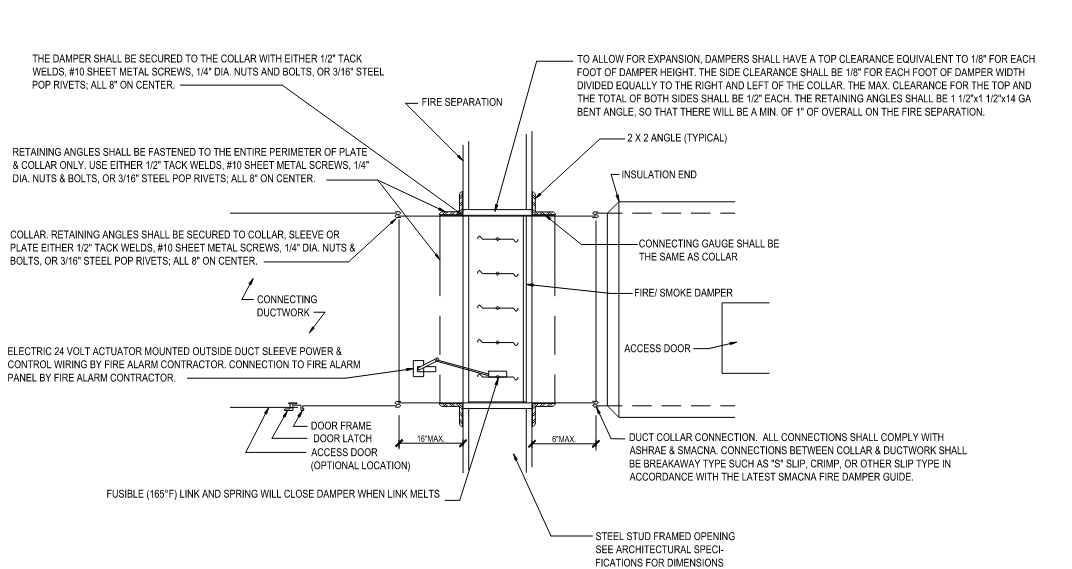 THE DAMPER SHALL BE SECURED TO THE COLLAR WITH EITHER 1/2" TACK
WELDS, #10 SHEET METAL SCREWS, 1/4" DIA. NUTS AND BOLTS, OR 3/16" STEEL
POP RIVETS; ALL 8" ON CENTER.
TO ALLOW FOR EXPANSION, DAMPERS SHALL HAVE A TOP CLEARANCE EQUIVALENT TO 1/8" FOR EACH
FOOT OF DAMPER HEIGHT. THE SIDE CLEARANCE SHALL BE 1/8" FOR EACH FOOT OF DAMPER WIDTH
DIVIDED EQUALLY TO THE RIGHT AND LEFT OF THE COLLAR. THE MAX. CLEARANCE FOR THE TOP AND
THE TOTAL OF BOTH SIDES SHALL BE 1/2" EACH. THE RETAINING ANGLES SHALL BE 1 1/2"x1 1/2"x14 GA
BENT ANGLE, SO THAT THERE WILL BE A MIN. OF 1" OF OVERALL ON THE FIRE SEPARATION.
FIRE SEPARATION
2 X 2 ANGLE (TYPICAL)
RETAINING ANGLES SHALL BE FASTENED TO THE ENTIRE PERIMETER OF PLATE
& COLLAR ONLY. USE EITHER 1/2" TACK WELDS, #10 SHEET METAL SCREWS, 1/4"
DIA. NUTS & BOLTS, OR 3/16" STEEL POP RIVETS; ALL 8" ON CENTER.
INSULATION END
COLLAR. RETAINING ANGLES SHALL BE SECURED TO COLLAR, SLEEVE OR
PLATE EITHER 1/2" TACK WELDS, #10 SHEET METAL SCREWS, 1/4" DIA. NUTS &
BOLTS, OR 3/16" STEEL POP RIVETS; ALL 8" ON CENTER.
CONNECTING GAUGE SHALL BE
THE SAME AS COLLAR
CONNECTING
DUCTWORK
FIRE/ SMOKE DAMPER
ACCESS DOOR
ELECTRIC 24 VOLT ACTUATOR MOUNTED OUTSIDE DUCT SLEEVE POWER &
CONTROL WIRING BY FIRE ALARM CONTRACTOR. CONNECTION TO FIRE ALARM
PANEL BY FIRE ALARM CONTRACTOR.
DOOR FRAME
DOOR LATCH
ACCESS DOOR
(OPTIONAL LOCATION)
16"MAX.
6"MAX.
DUCT COLLAR CONNECTION. ALL CONNECTIONS SHALL COMPLY WITH
ASHRAE & SMACNA. CONNECTIONS BETWEEN COLLAR & DUCTWORK SHALL
BE BREAKAWAY TYPE SUCH AS "S" SLIP, CRIMP, OR OTHER SLIP TYPE IN
ACCORDANCE WITH THE LATEST SMACNA FIRE DAMPER GUIDE.
FUSIBLE (165°F) LINK AND SPRING WILL CLOSE DAMPER WHEN LINK MELTS
STEEL STUD FRAMED OPENING
SEE ARCHITECTURAL SPECI-
FICATIONS FOR DIMENSIONS